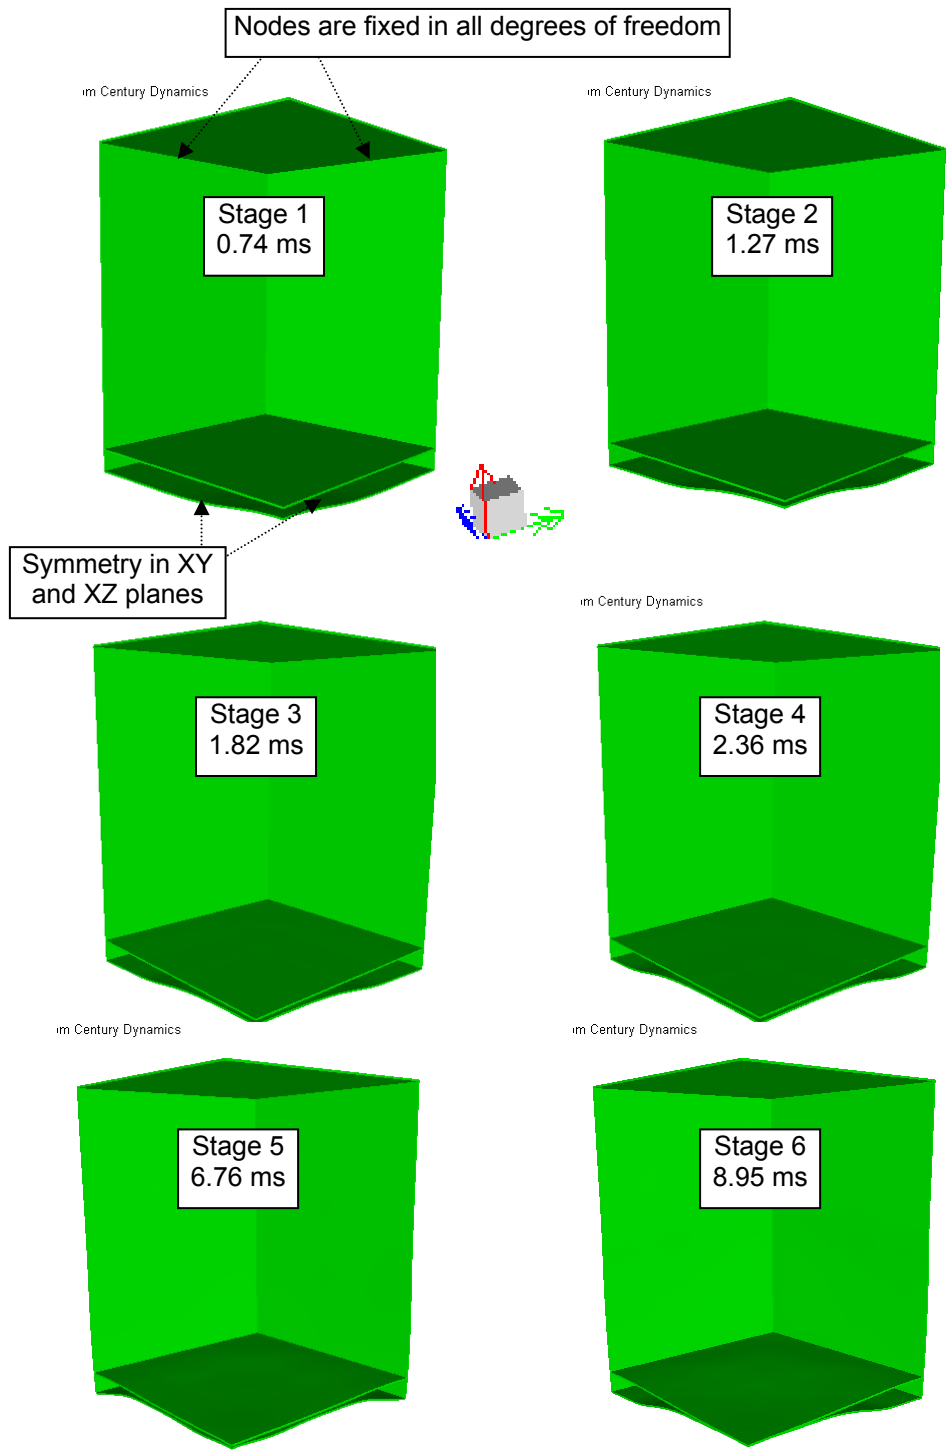 Nodes are fixed in all degrees of freedom
m Century Dynamics
m Century Dynamics
Stage 1
0.74 ms
Stage 2
1.27 ms
Symmetry in XY
and XZ planes
m Century Dynamics
Stage 3
1.82 ms
Stage 4
2.36 ms
m Century Dynamics
m Century Dynamics
Stage 5
6.76 ms
Stage 6
8.95 ms